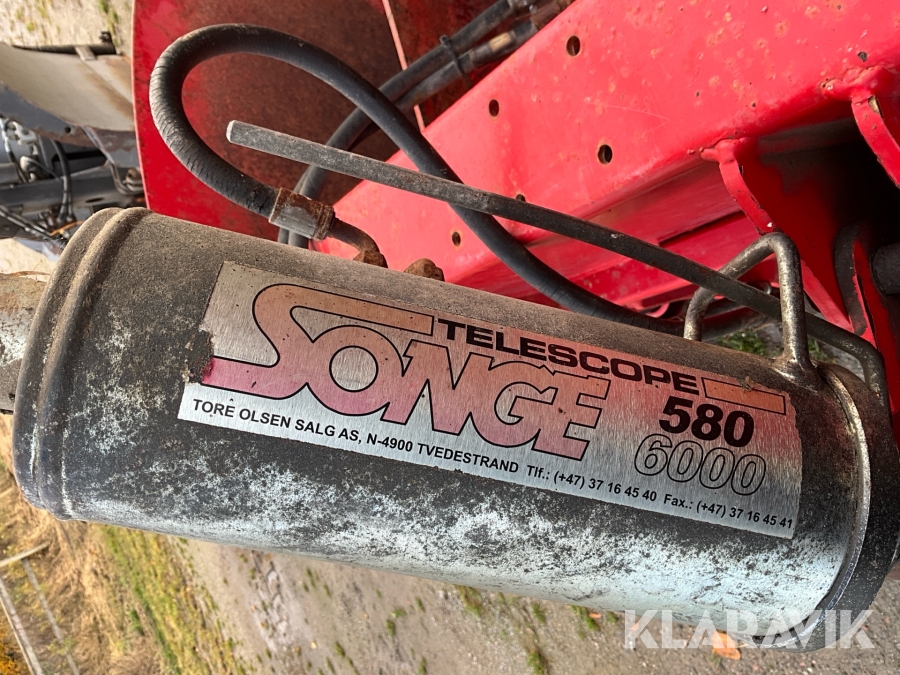 TELESCOPE
SONGE
580
6000
TORE OLSEN SALG AS, N-4900 TVEDESTRAND Tlf.: (+47) 37 16 45 40 Fax.: (+47) 37 16 45 41
KLARAVIK